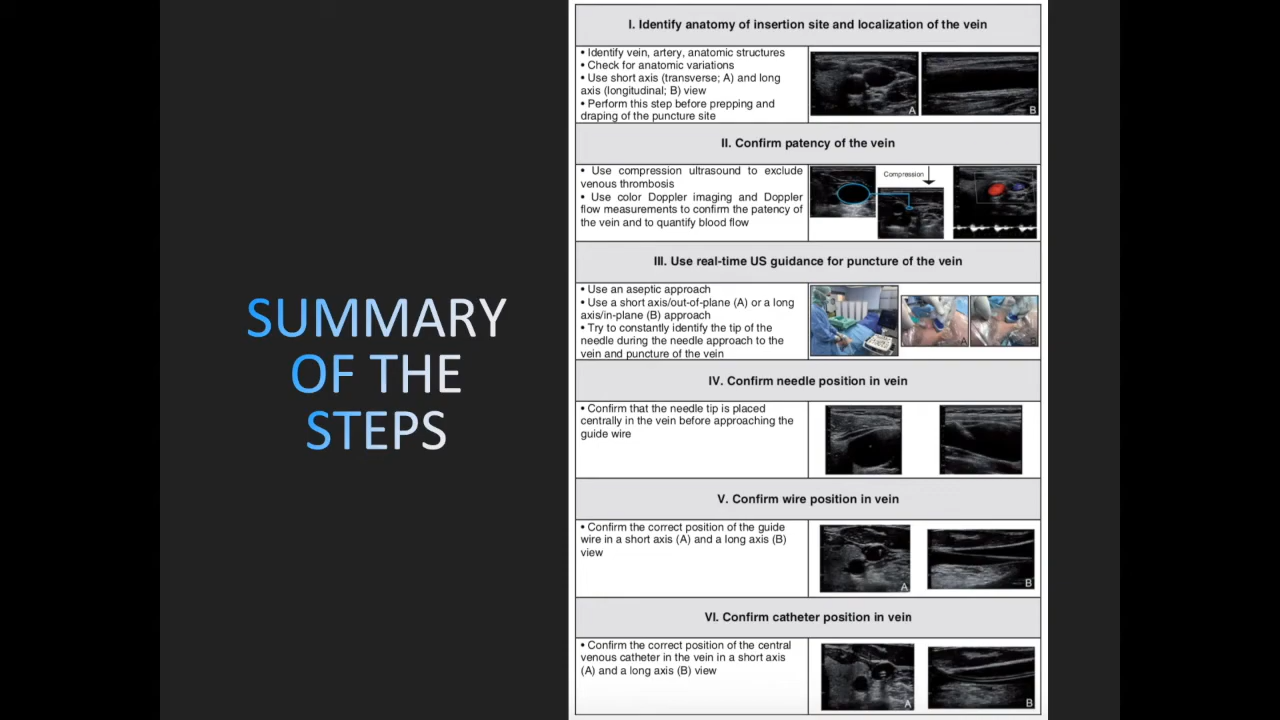 SUMMARY
OF THE
STEPS
I. Identify anatomy of insertion site and localization of the vein
• Identify vein, artery, anatomic structures
• Check for anatomic variations
• Use short axis (transverse; A) and long
axis (longitudinal; B) view
• Perform this step before prepping and
draping of the puncture site
A
B
II. Confirm patency of the vein
• Use compression ultrasound to exclude
venous thrombosis
• Use color Doppler imaging and Doppler
flow measurements to confirm the patency of
the vein and to quantify blood flow
Compression
III. Use real-time US guidance for puncture of the vein
• Use an aseptic approach
• Use a short axis/out-of-plane (A) or a long
axis/in-plane (B) approach
• Try to constantly identify the tip of the
needle during the needle approach to the
vein and puncture of the vein
A
B
IV. Confirm needle position in vein
• Confirm that the needle tip is placed
centrally in the vein before approaching the
guide wire
V. Confirm wire position in vein
• Confirm the correct position of the guide
wire in a short axis (A) and a long axis (B)
view
A
B
VI. Confirm catheter position in vein
• Confirm the correct position of the central
venous catheter in the vein in a short axis
(A) and a long axis (B) view
A
B